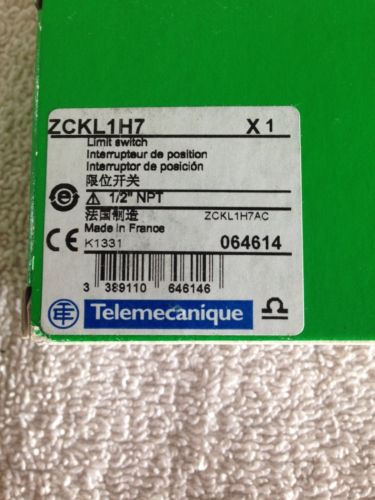 ZCKL1H7 X 1
Limit switch
Interrupteur de position
Interruptor de posición
限位开关
1/2" NPT
法国制造 ZCKL1H7AC
Made in France
CE K1331 064614
3 389110 646146
Telemecanique